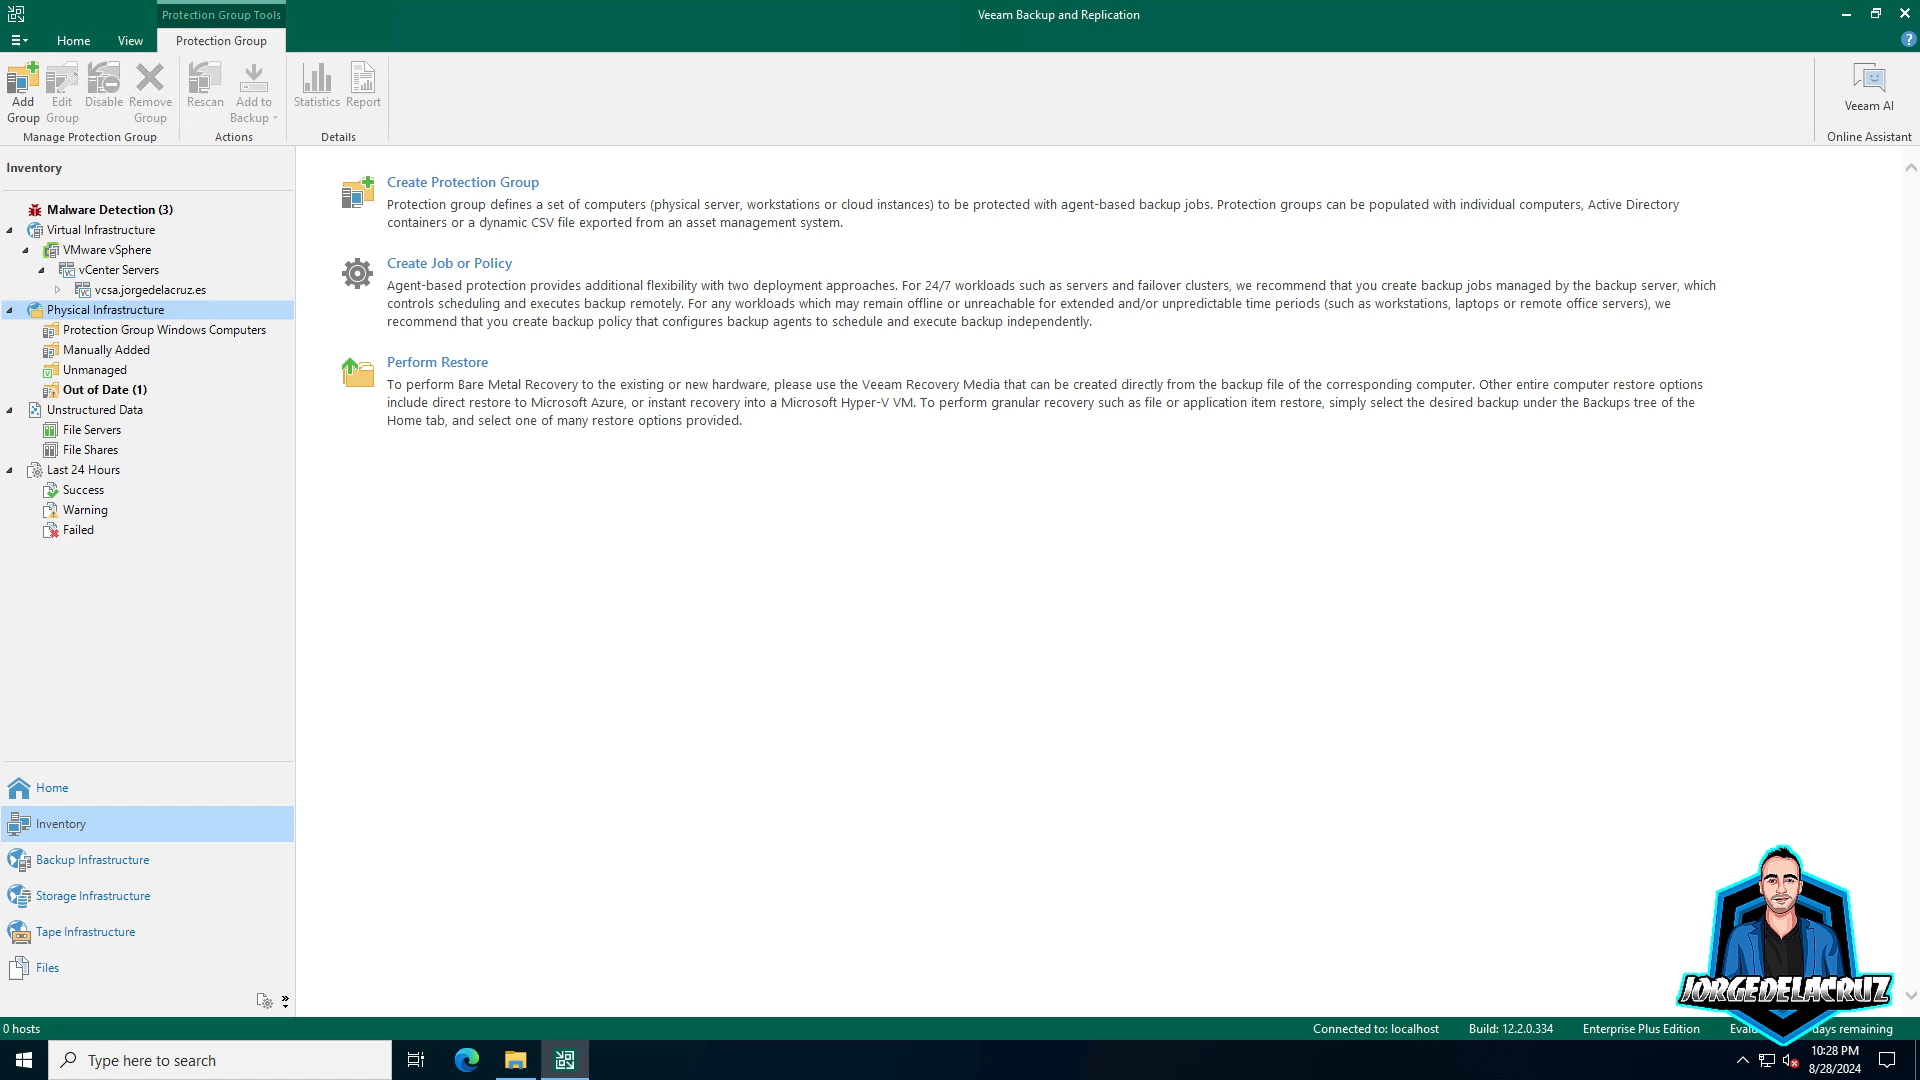 Protection Group Tools
Veeam Backup and Replication
Home
View
Protection Group
Add Group
Edit Group
Disable
Remove Group
Rescan
Add to Backup
Statistics
Report
Veeam AI
Manage Protection Group
Actions
Details
Online Assistant
Inventory
Malware Detection (3)
Virtual Infrastructure
VMware vSphere
vCenter Servers
vcsa.jorgedelacruz.es
Physical Infrastructure
Protection Group Windows Computers
Manually Added
Unmanaged
Out of Date (1)
Unstructured Data
File Servers
File Shares
Last 24 Hours
Success
Warning
Failed
Create Protection Group
Protection group defines a set of computers (physical server, workstations or cloud instances) to be protected with agent-based backup jobs. Protection groups can be populated with individual computers, Active Directory
containers or a dynamic CSV file exported from an asset management system.
Create Job or Policy
Agent-based protection provides additional flexibility with two deployment approaches. For 24/7 workloads such as servers and failover clusters, we recommend that you create backup jobs managed by the backup server, which
controls scheduling and executes backup remotely. For any workloads which may remain offline or unreachable for extended and/or unpredictable time periods (such as workstations, laptops or remote office servers), we
recommend that you create backup policy that configures backup agents to schedule and execute backup independently.
Perform Restore
To perform Bare Metal Recovery to the existing or new hardware, please use the Veeam Recovery Media that can be created directly from the backup file of the corresponding computer. Other entire computer restore options
include direct restore to Microsoft Azure, or instant recovery into a Microsoft Hyper-V VM. To perform granular recovery such as file or application item restore, simply select the desired backup under the Backups tree of the
Home tab, and select one of many restore options provided.
Home
Inventory
Backup Infrastructure
Storage Infrastructure
Tape Infrastructure
Files
JORGEDELACRUZ
0 hosts
Connected to: localhost
Build: 12.2.0.334
Enterprise Plus Edition
days remaining
Type here to search
10:28 PM
8/28/2024